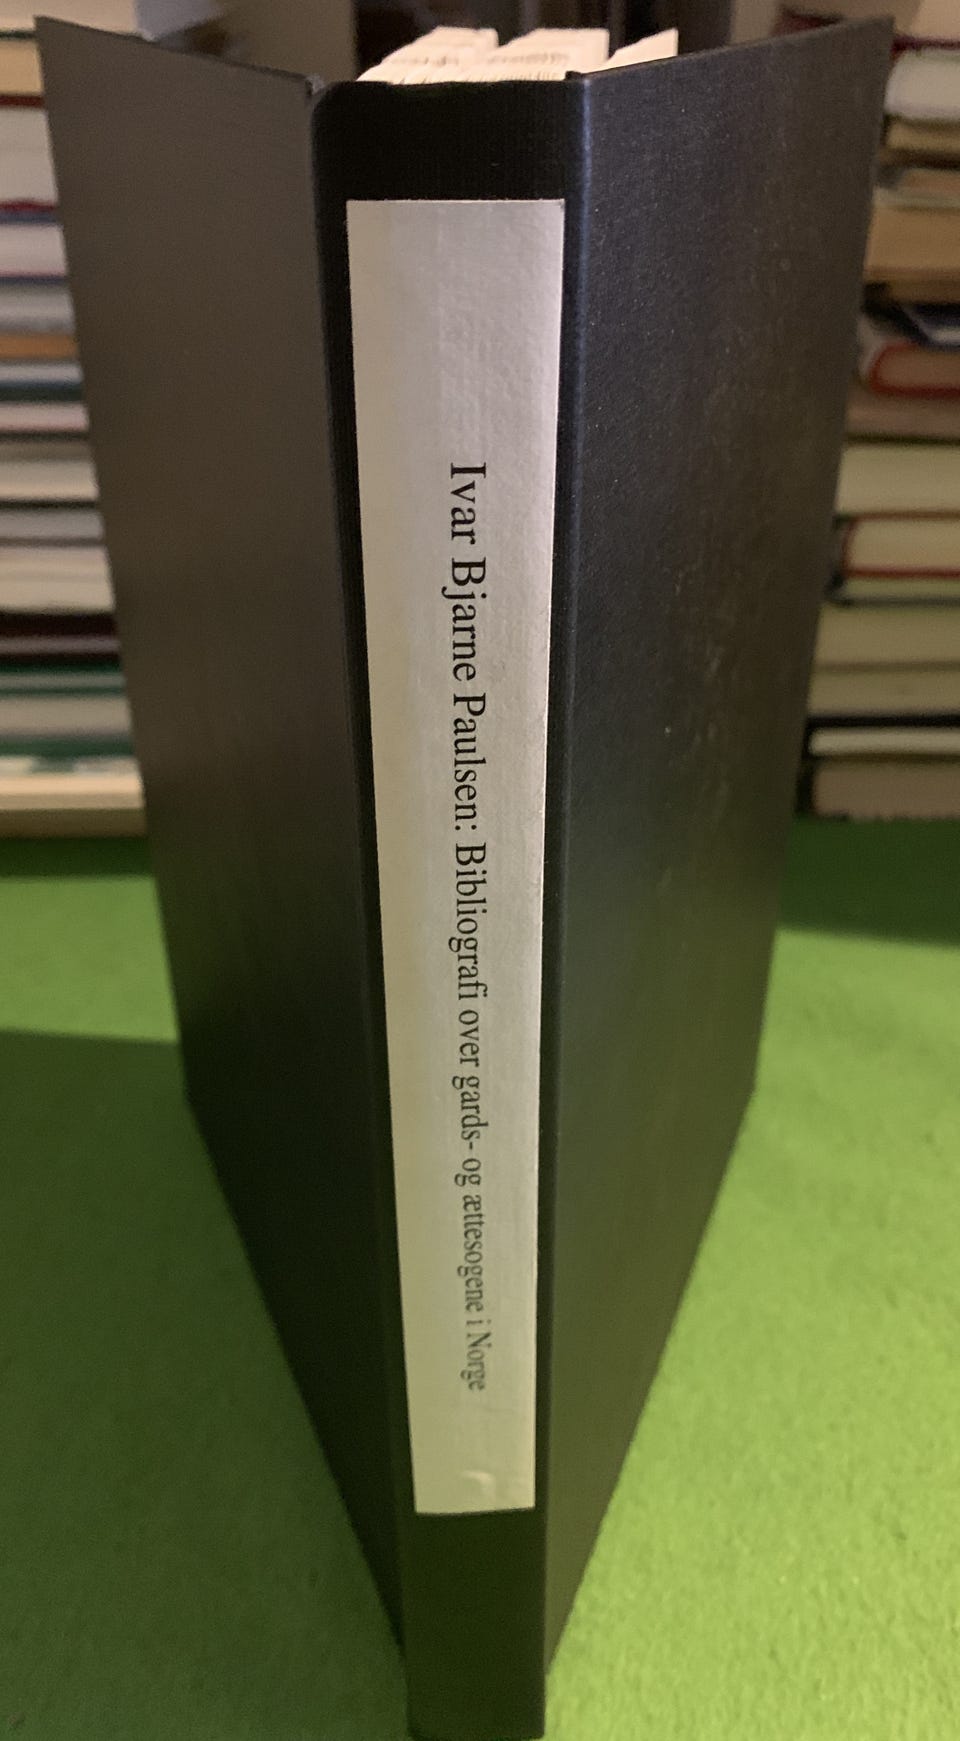 Ivar Bjarne Paulsen: Bibliografi over gards- og ættesogene i Norge